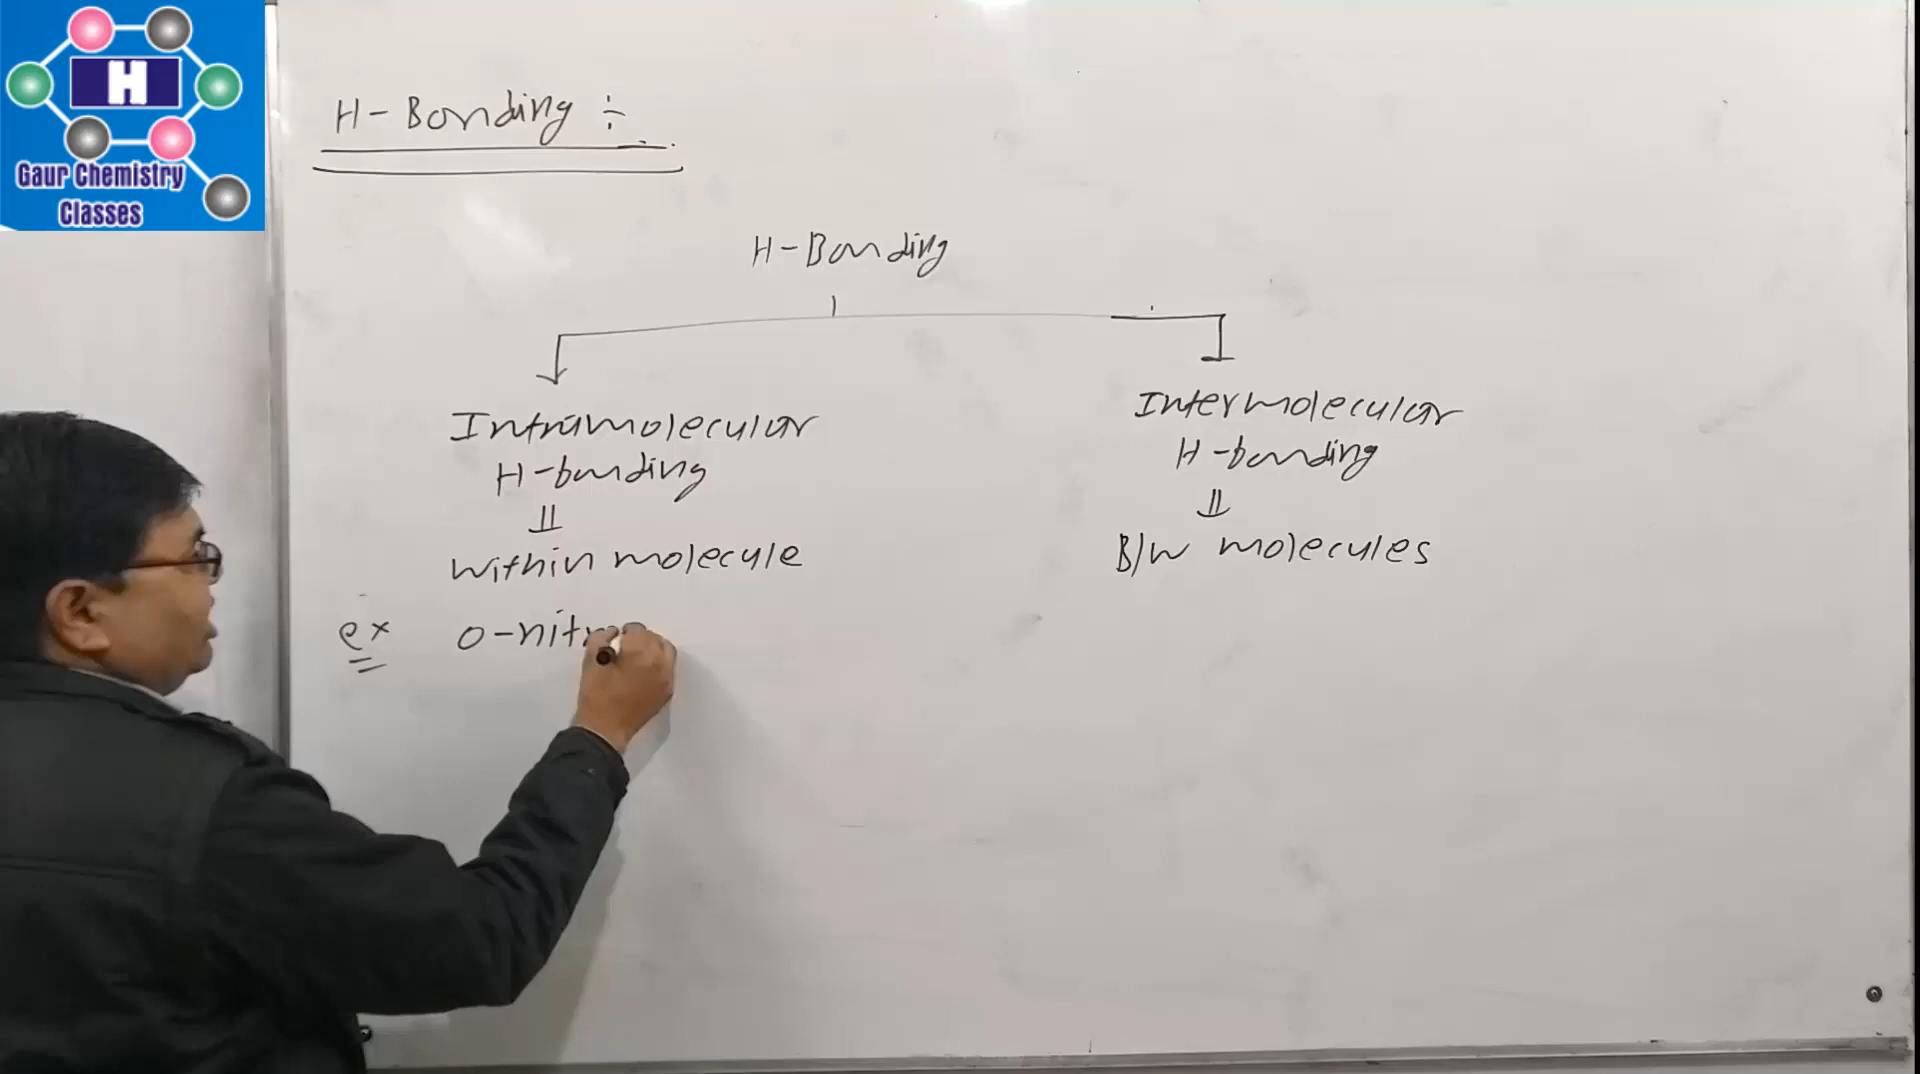 H
Gaur Chemistry
Classes
H-Bonding ÷
H-Bonding
Intramolecular
H-bonding
within molecule
ex o-nitro
Intermolecular
H-bonding
B/w molecules